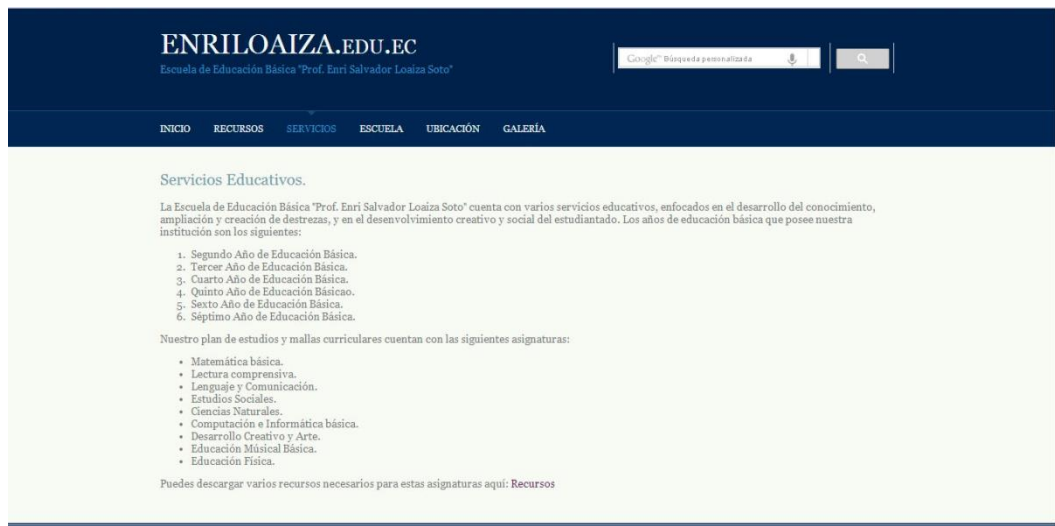 ENRILOAIZA.EDU.EC
Escuela de Educación Básica "Prof. Enri Salvador Loaiza Soto"
Google™ Búsqueda personalizada
INICIO RECURSOS SERVICIOS ESCUELA UBICACIÓN GALERÍA
Servicios Educativos.
La Escuela de Educación Básica "Prof. Enri Salvador Loaiza Soto" cuenta con varios servicios educativos, enfocados en el desarrollo del conocimiento,
ampliación y creación de destrezas, y en el desenvolvimiento creativo y social del estudiantado. Los años de educación básica que posee nuestra
institución son los siguientes:
1. Segundo Año de Educación Básica.
2. Tercer Año de Educación Básica.
3. Cuarto Año de Educación Básica.
4. Quinto Año de Educación Básicao.
5. Sexto Año de Educación Básica.
6. Séptimo Año de Educación Básica.
Nuestro plan de estudios y mallas curriculares cuentan con las siguientes asignaturas:
• Matemática básica.
• Lectura comprensiva.
• Lenguaje y Comunicación.
• Estudios Sociales.
• Ciencias Naturales.
• Computación e Informática básica.
• Desarrollo Creativo y Arte.
• Educación Músical Básica.
• Educación Física.
Puedes descargar varios recursos necesarios para estas asignaturas aquí: Recursos